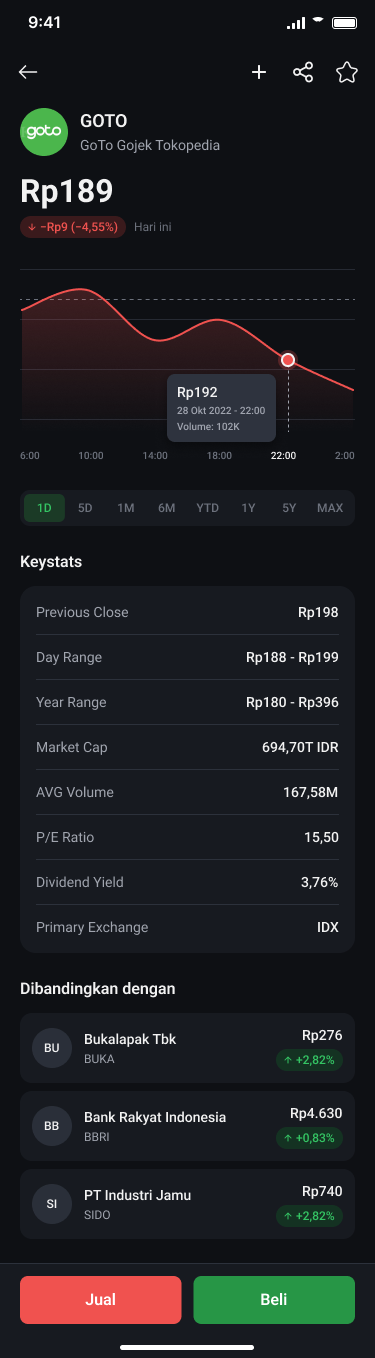 9:41
goto
GOTO
GoTo Gojek Tokopedia
Rp189
↓ −Rp9 (−4,55%) Hari ini
Rp192
28 Okt 2022 - 22:00
Volume: 102K
6:00 10:00 14:00 18:00 22:00 2:00
1D 5D 1M 6M YTD 1Y 5Y MAX
Keystats
Previous Close Rp198
Day Range Rp188 - Rp199
Year Range Rp180 - Rp396
Market Cap 694,70T IDR
AVG Volume 167,58M
P/E Ratio 15,50
Dividend Yield 3,76%
Primary Exchange IDX
Dibandingkan dengan
BU
Bukalapak Tbk Rp276
BUKA ↑ +2,82%
BB
Bank Rakyat Indonesia Rp4.630
BBRI ↑ +0,83%
SI
PT Industri Jamu Rp740
SIDO ↑ +2,82%
Jual Beli